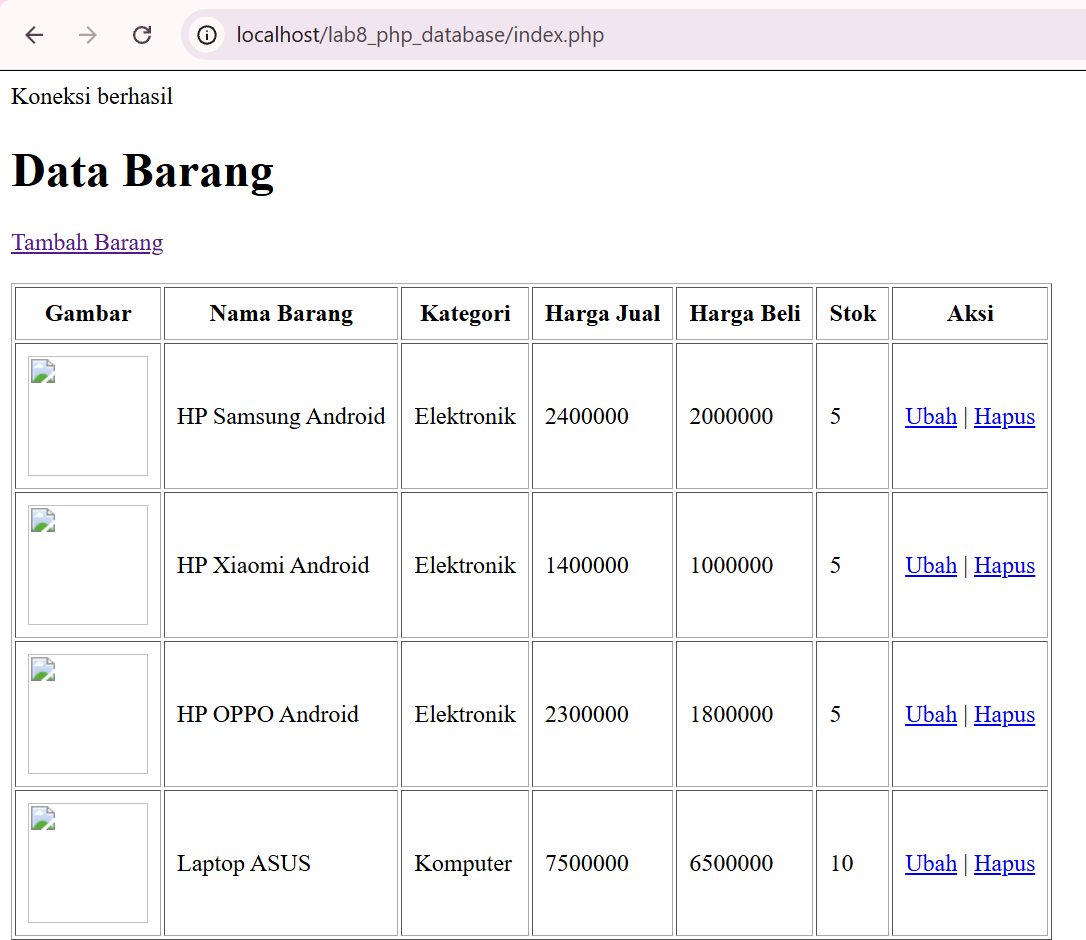 localhost/lab8_php_database/index.php
Koneksi berhasil
Data Barang
Tambah Barang
Gambar Nama Barang Kategori Harga Jual Harga Beli Stok Aksi
HP Samsung Android Elektronik 2400000 2000000 5 Ubah | Hapus
HP Xiaomi Android Elektronik 1400000 1000000 5 Ubah | Hapus
HP OPPO Android Elektronik 2300000 1800000 5 Ubah | Hapus
Laptop ASUS Komputer 7500000 6500000 10 Ubah | Hapus